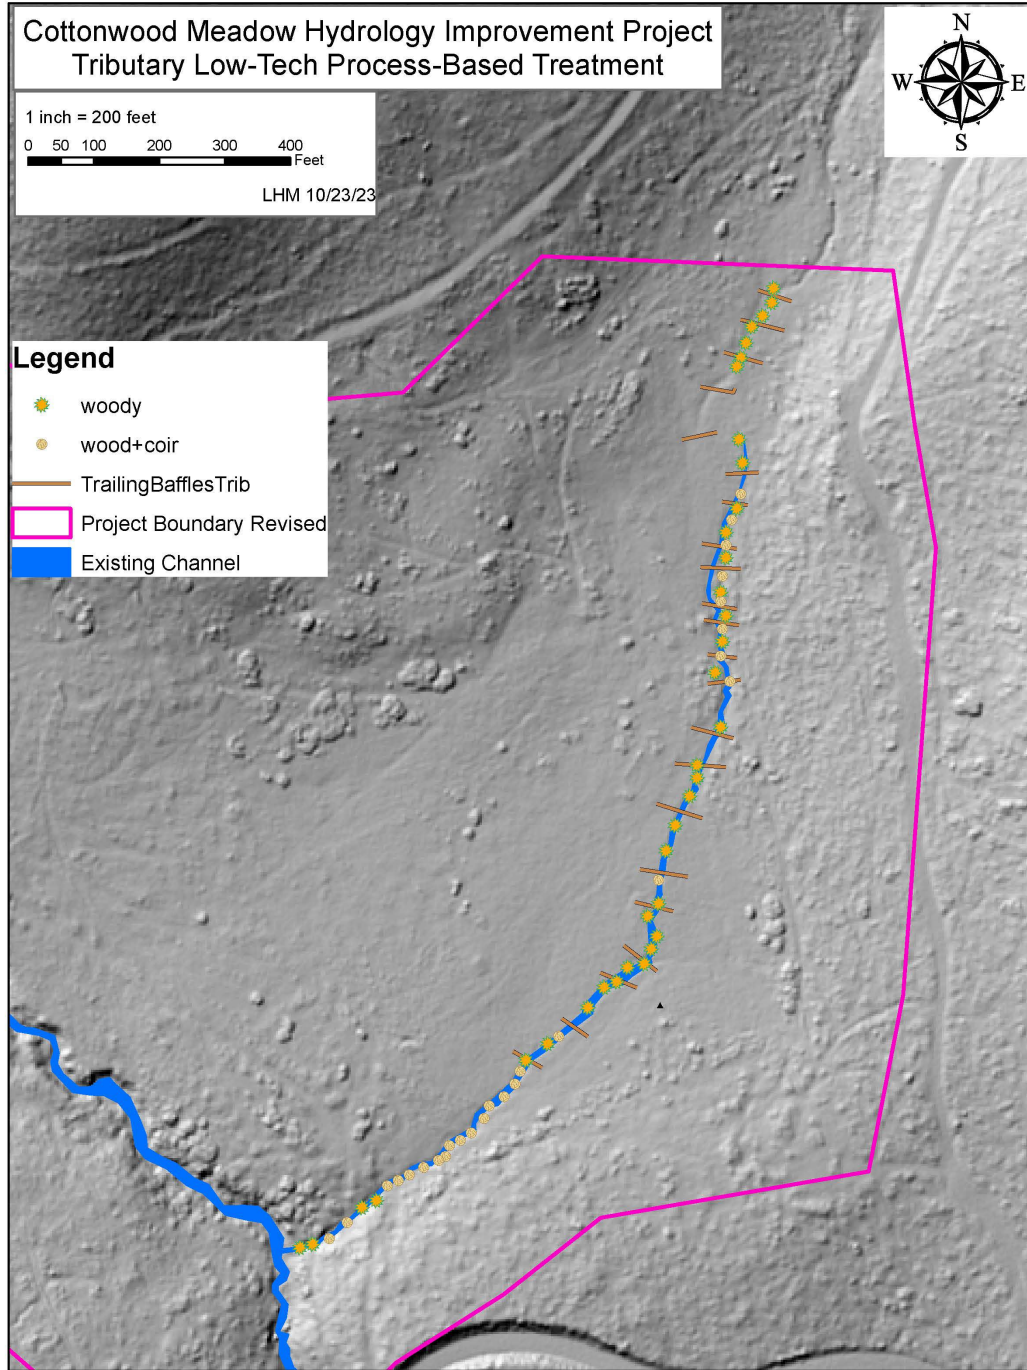 Cottonwood Meadow Hydrology Improvement Project
Tributary Low-Tech Process-Based Treatment
N
W E
S
1 inch = 200 feet
0 50 100 200 300 400
Feet
LHM 10/23/23
Legend
woody
wood+coir
TrailingBafflesTrib
Project Boundary Revised
Existing Channel